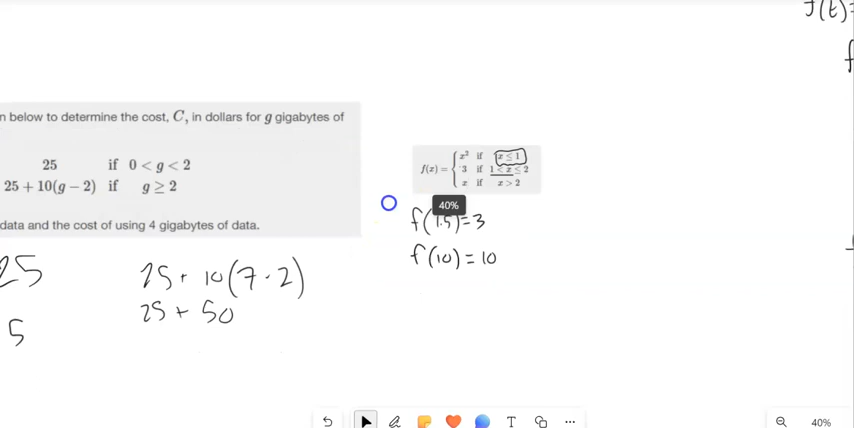 f(t)=
f
n below to determine the cost, C, in dollars for g gigabytes of
25 if 0 < g < 2
25 + 10(g − 2) if g ≥ 2
data and the cost of using 4 gigabytes of data.
f(x) = { x² if x ≤ 1
3 if 1 < x ≤ 2
x if x > 2
40%
f(1.5)=3
f(10)=10
25
5
25 + 10(7-2)
25 + 50
T
40%